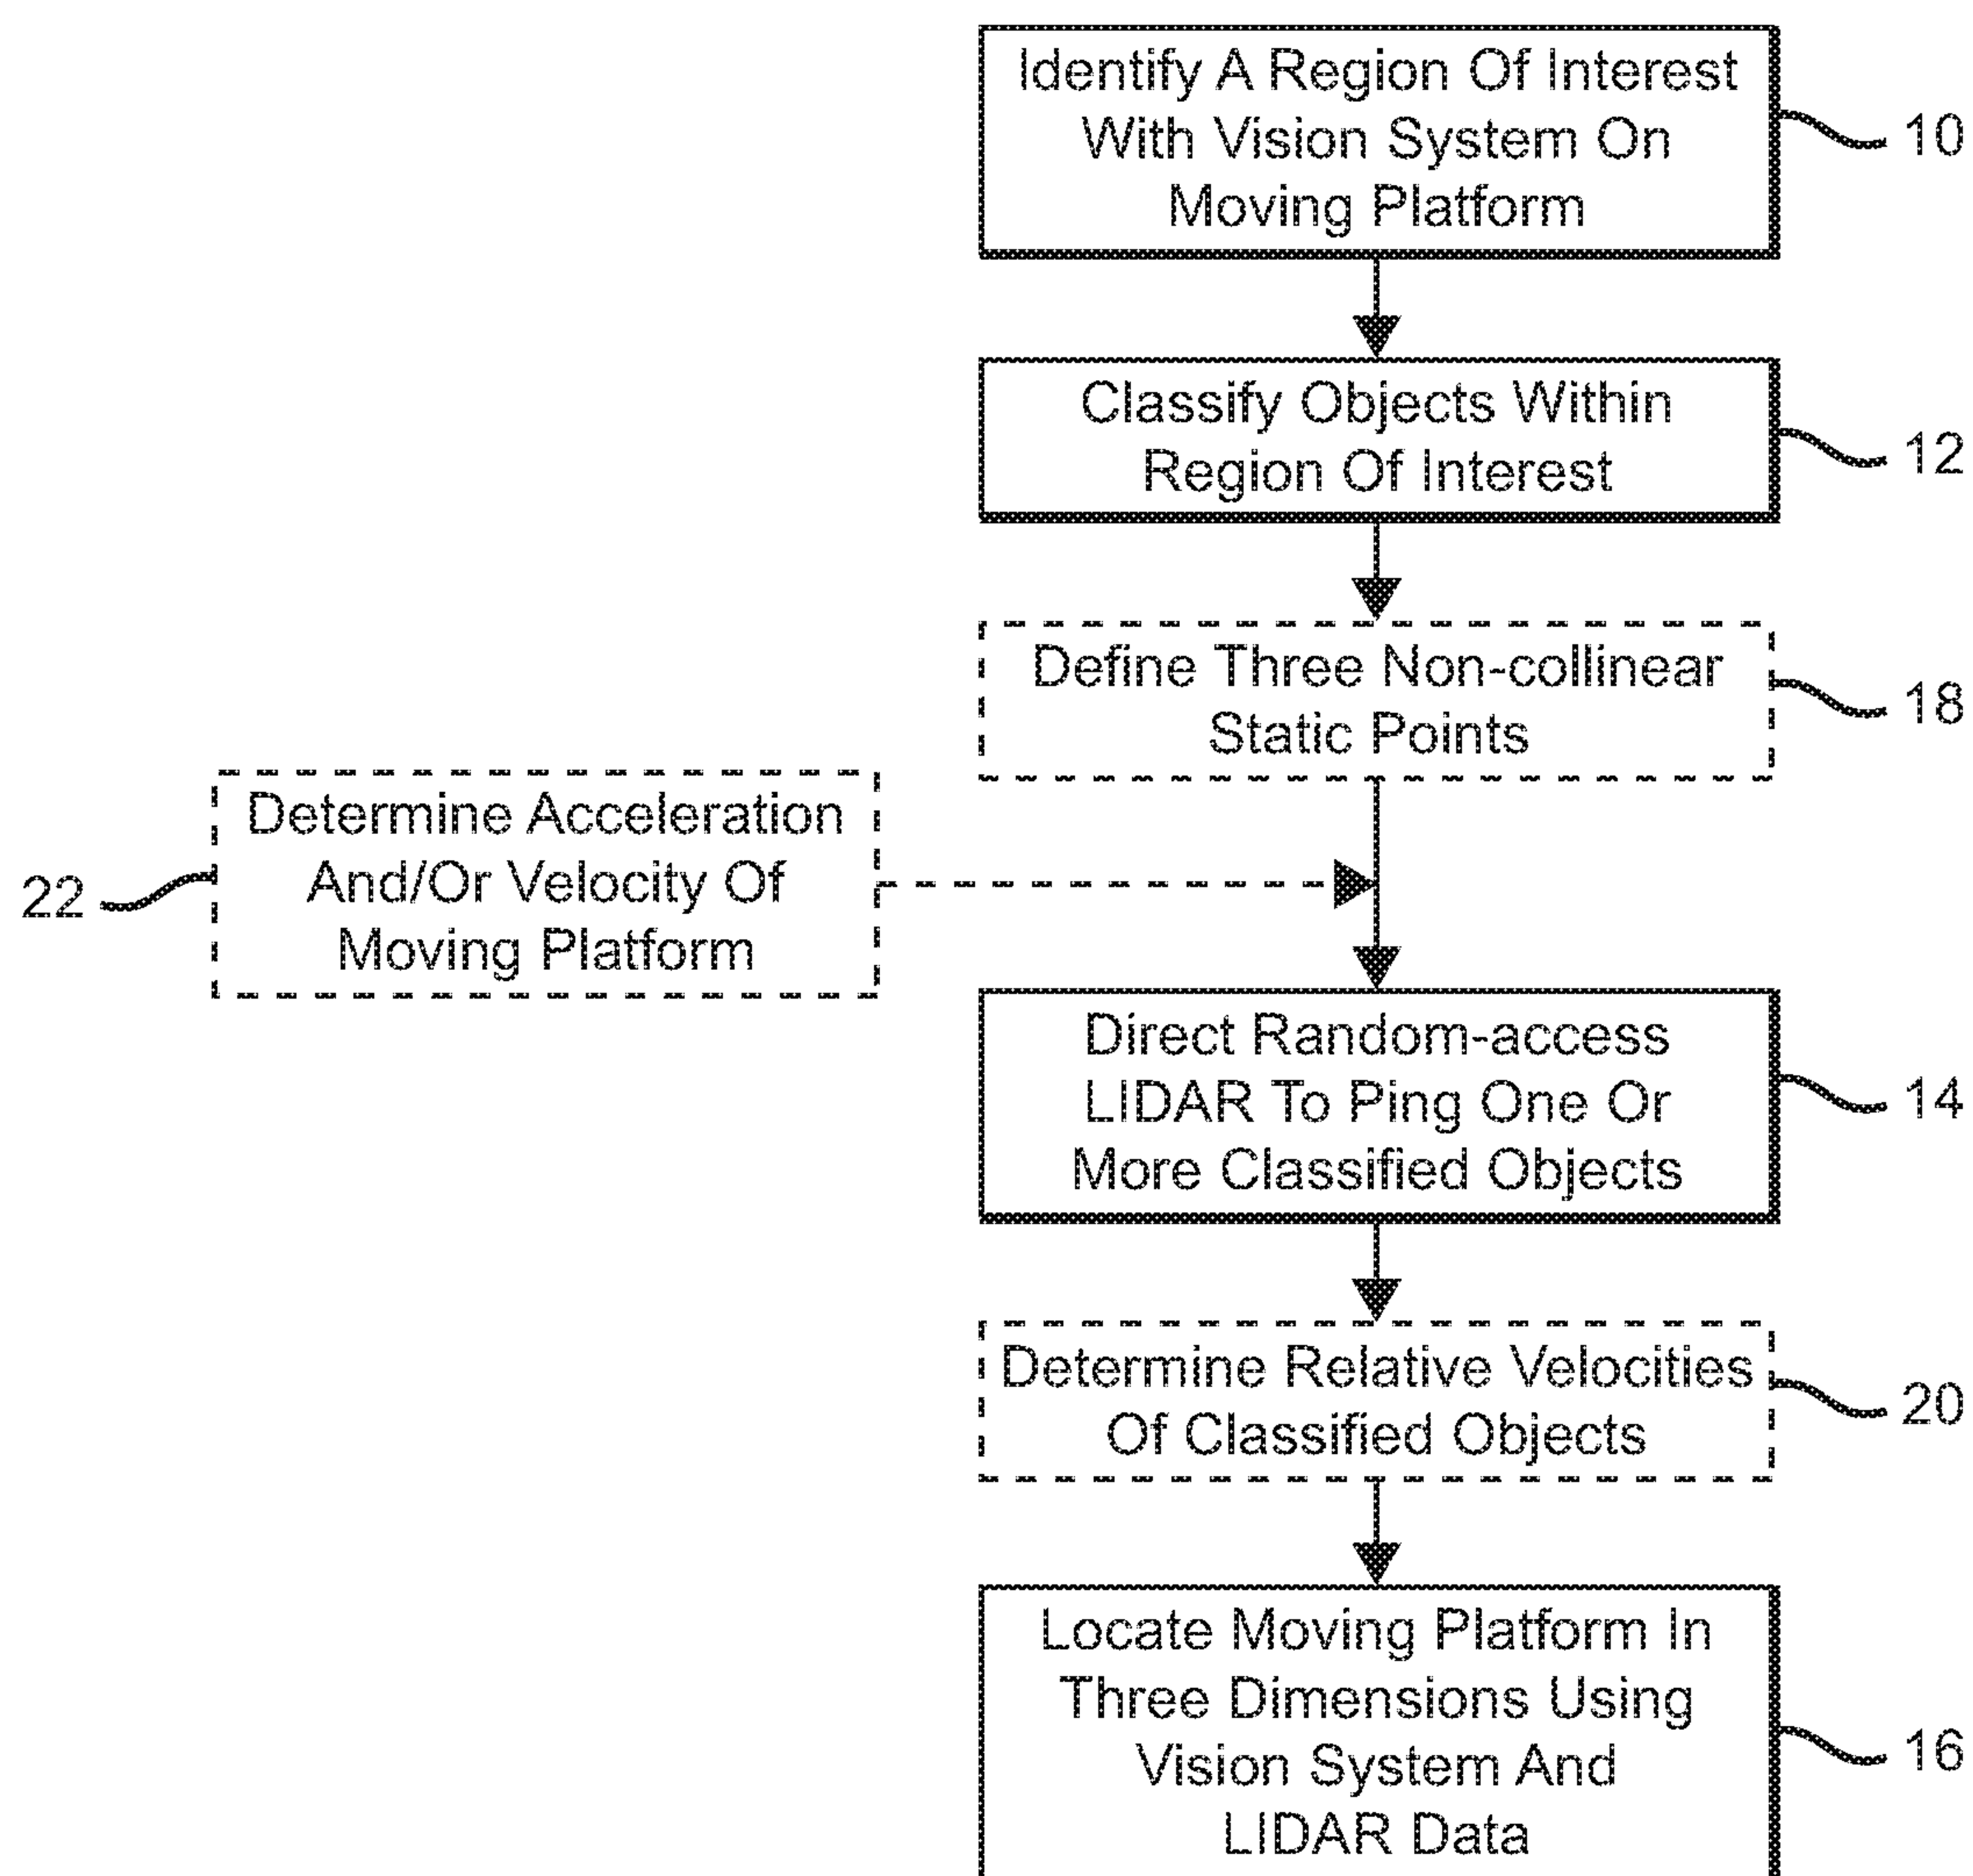 Identify A Region Of Interest
With Vision System On
Moving Platform
10
Classify Objects Within
Region Of Interest
12
Define Three Non-collinear
Static Points
18
Determine Acceleration
And/Or Velocity Of
Moving Platform
22
Direct Random-access
LIDAR To Ping One Or
More Classified Objects
14
Determine Relative Velocities
Of Classified Objects
20
Locate Moving Platform In
Three Dimensions Using
Vision System And
LIDAR Data
16